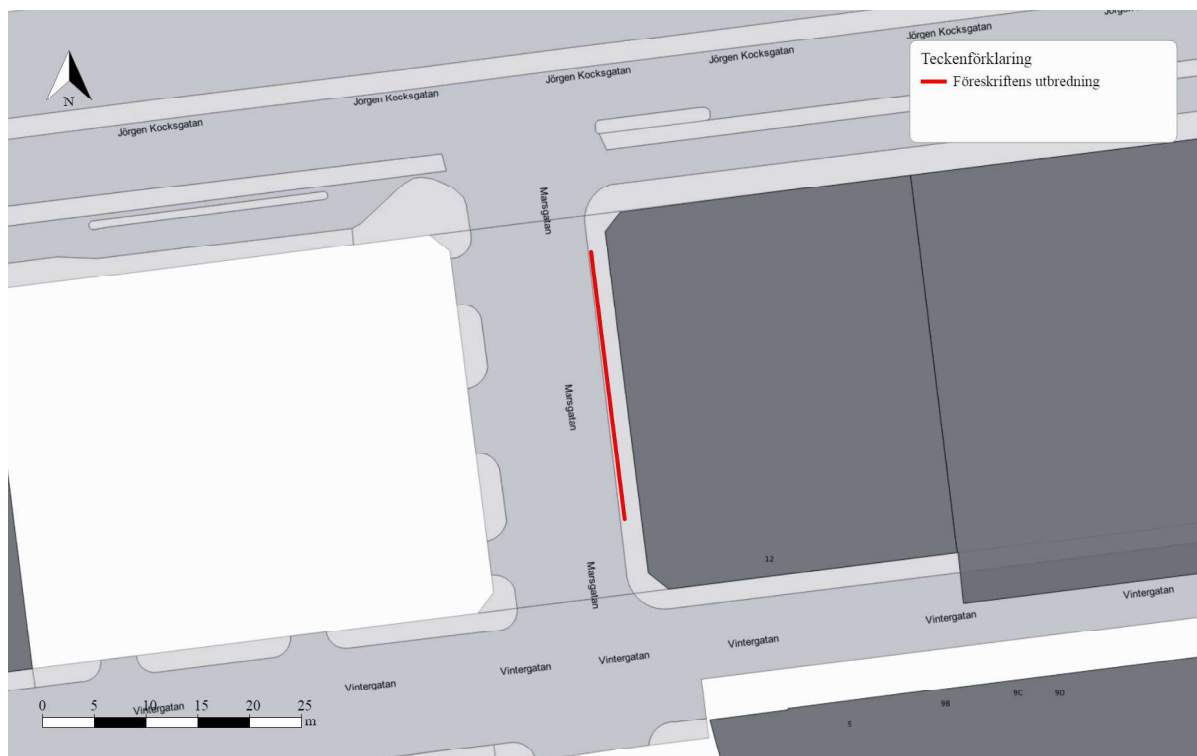 Jörgen Kocksgatan
Jörgen Kocksgatan
Jörgen Kocksgatan
Jörgen Kocksgatan
Jörgen Kocksgatan
Teckenförklaring
Föreskriftens utbredning
N
Marsgatan
Marsgatan
Marsgatan
12
Vintergatan
Vintergatan
Vintergatan
Vintergatan
Vintergatan
Vintergatan
Vintergatan
9C
9D
9B
0 5 10 15 20 25
m